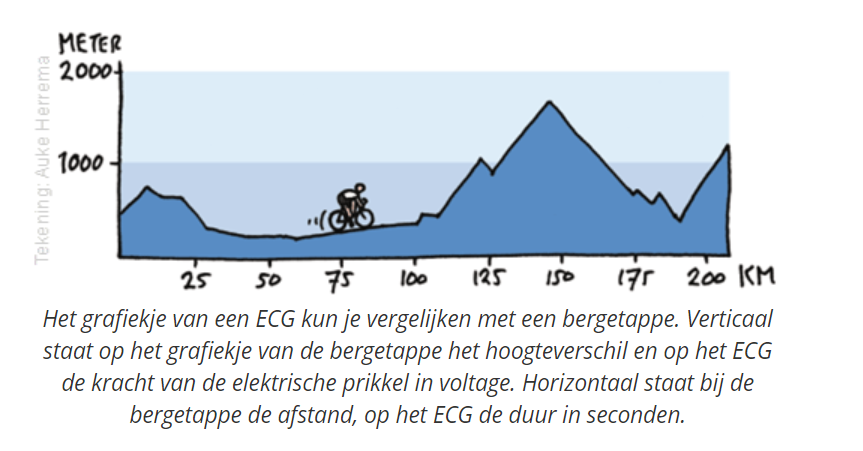 METER
2000
1000
Tekening: Auke Herrema
25 50 75 100 125 150 175 200 KM
Het grafiekje van een ECG kun je vergelijken met een bergetappe. Verticaal
staat op het grafiekje van de bergetappe het hoogteverschil en op het ECG
de kracht van de elektrische prikkel in voltage. Horizontaal staat bij de
bergetappe de afstand, op het ECG de duur in seconden.